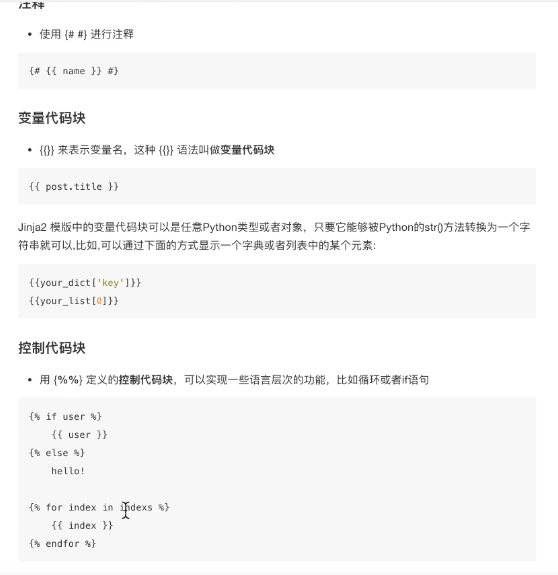 注释
使用 {# #} 进行注释
{# {{ name }} #}
变量代码块
{{}} 来表示变量名，这种 {{}} 语法叫做变量代码块
{{ post.title }}
Jinja2 模版中的变量代码块可以是任意Python类型或者对象，只要它能够被Python的str()方法转换为一个字
符串就可以,比如,可以通过下面的方式显示一个字典或者列表中的某个元素:
{{your_dict['key']}}
{{your_list[0]}}
控制代码块
用 {%%} 定义的控制代码块，可以实现一些语言层次的功能，比如循环或者if语句
{% if user %}
{{ user }}
{% else %}
hello!
{% for index in indexs %}
{{ index }}
{% endfor %}